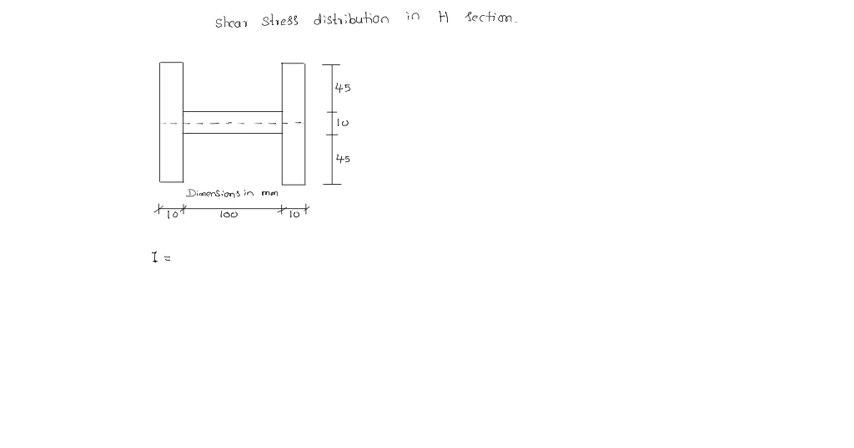 Shear stress distribution in H section.
45
10
45
Dimensions in mm
10 100 10
I =